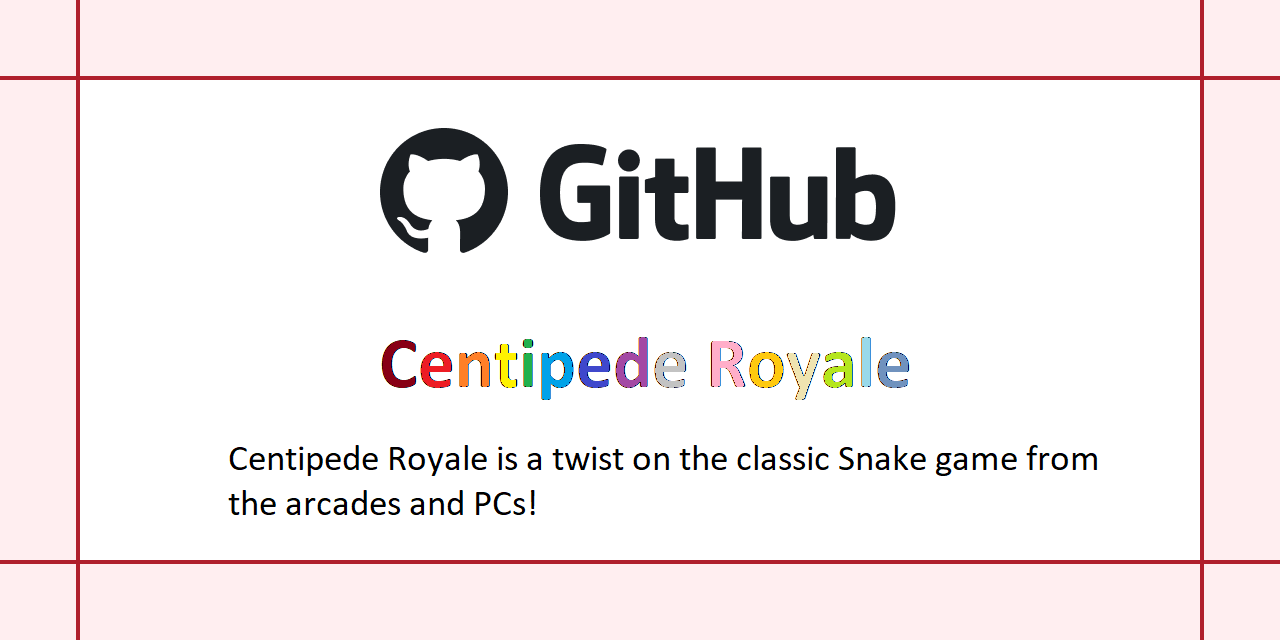 GitHub
Centipede Royale
Centipede Royale is a twist on the classic Snake game from
the arcades and PCs!